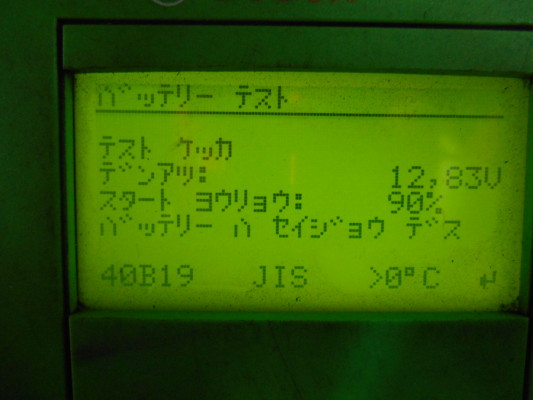 バッテリー テスト
テスト ケッカ
デンアツ: 12,83V
スタート ヨウリョウ: 90%
バッテリー ハ セイジョウ デス
40B19 JIS >0°C ↵